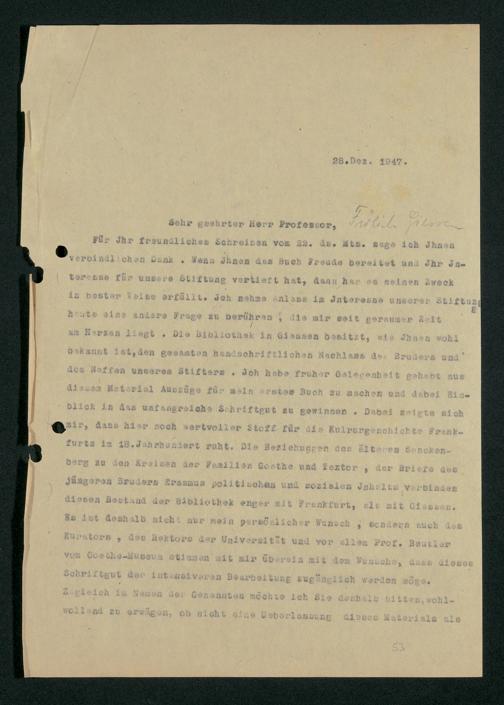 28.Dez. 1947.
Sehr geehrter Herr Professor, Fröhlich Giessen
Für Jhr freundliches Schreiben vom 22. ds. Mts. sage ich Jhnen
verbindlichen Dank . Wenn Jhnen das Buch Freude bereitet und Jhr Jn-
teresse für unsere Stiftung vertieft hat, dann hat es seinen Zweck
in bester Weise erfüllt. Jch nehme Anlass im Jnteresse unserer Stiftung
heute eine andere Frage zu berühren , die mir seit geraumer Zeit
am Herzen liegt . Die Bibliothek in Giessen besitzt, wie Jhnen wohl
bekannt ist,den gesamten handschriftlichen Nachlass des Bruders und
des Neffen unseres Stifters . Jch habe früher Gelegenheit gehabt aus
diesem Material Auszüge für mein erstes Buch zu machen und dabei Ein-
blick in das umfangreiche Schriftgut zu gewinnen . Dabei zeigte sich
mir, dass hier noch wertvoller Stoff für die Kulrurgeschichte Frank-
furts im 18.Jahrhundert ruht. Die Beziehungen des älteren Sencken-
berg zu den Kreisen der Familien Goethe und Textor , der Briefe des
jüngeren Bruders Erasmus politischen und sozialen Jnhalts verbinden
diesen Bestand der Bibliothek enger mit Frankfurt, als mit Giessen.
Es ist deshalb nicht nur mein persönlicher Wunsch , sondern auch des
Kurators , des Rektors der Universität und vor allem Prof. Beutler
vom Goethe-Museum stimmen mit mir überein mit dem Wunsche, dass dieses
Schriftgut der intensiveren Bearbeitung zugänglich werden möge.
Zugleich im Namen der Genannten möchte ich Sie deshalb bitten,wohl-
wollend zu erwägen, ob nicht eine Ueberlassung dieses Materials als
53